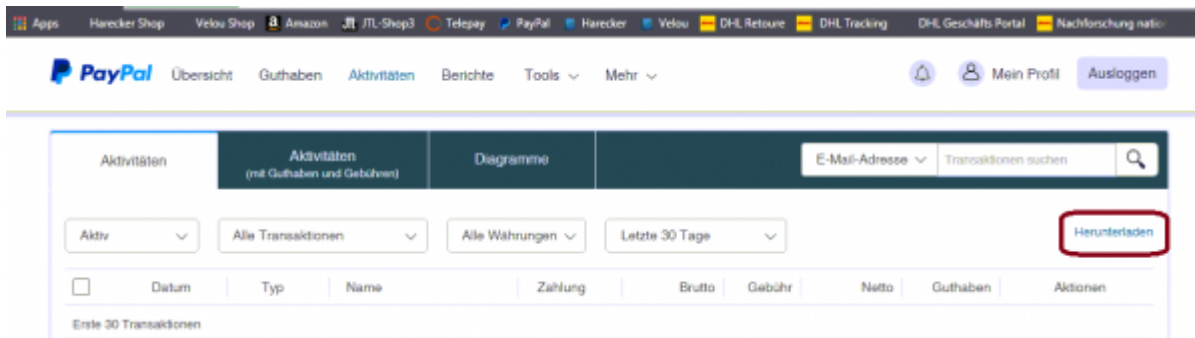 Apps Harecker Shop Velou Shop Amazon JTL-Shop3 Telepay PayPal Harecker Velou DHL Retoure DHL Tracking DHL Geschäfts Portal Nachforschung natio
PayPal Übersicht Guthaben Aktivitäten Berichte Tools Mehr Mein Profil Ausloggen
Aktivitäten Aktivitäten Diagramme E-Mail-Adresse Transaktionen suchen
(mit Guthaben und Gebühren)
Aktiv Alle Transaktionen Alle Währungen Letzte 30 Tage Herunterladen
Datum Typ Name Zahlung Brutto Gebühr Netto Guthaben Aktionen
Erste 30 Transaktionen